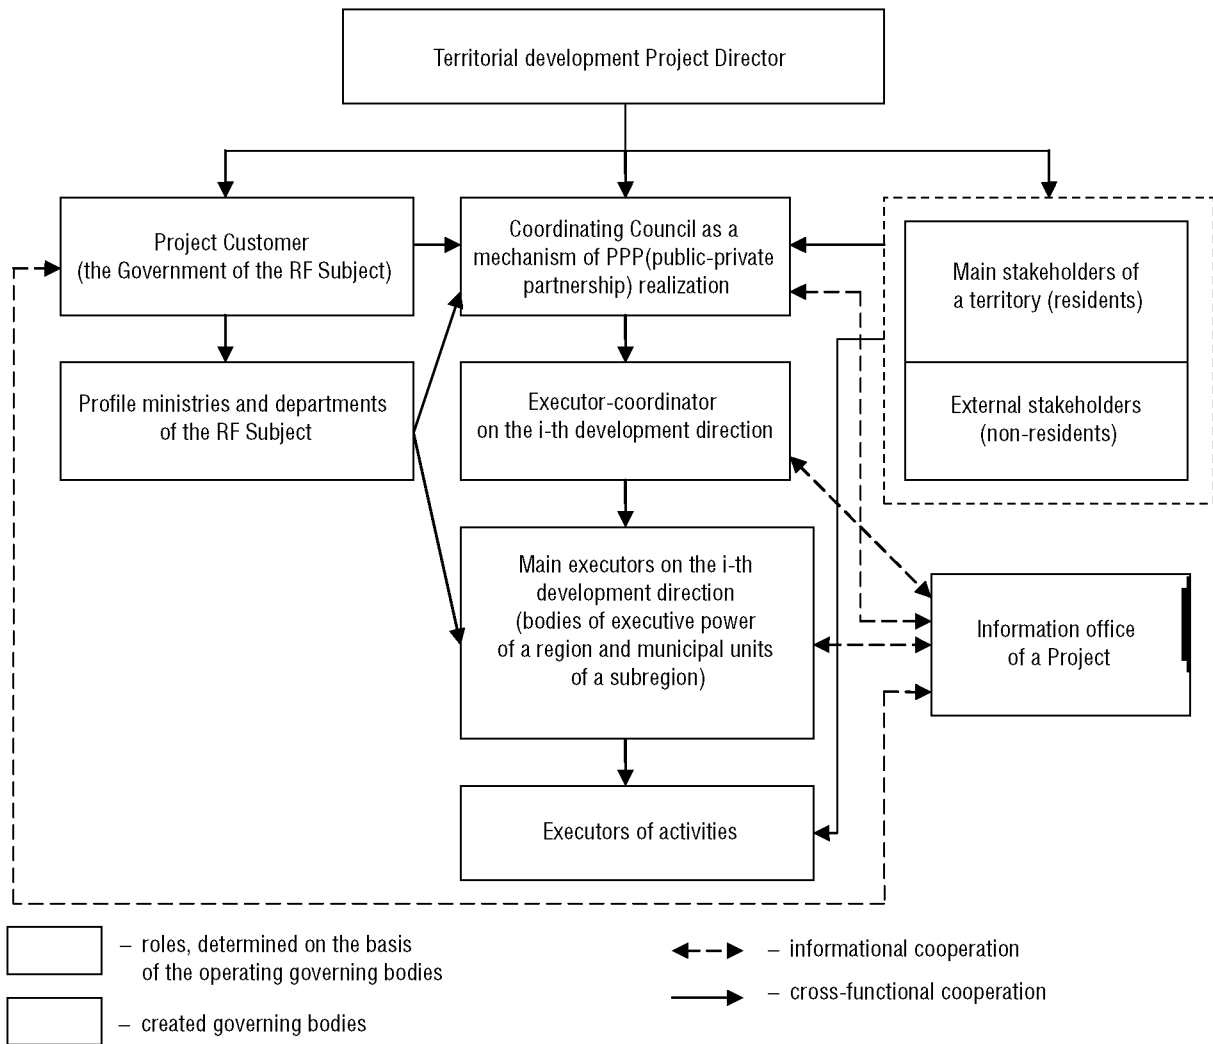 Territorial development Project Director
Project Customer
(the Government of the RF Subject)
Coordinating Council as a
mechanism of PPP(public-private
partnership) realization
Main stakeholders of
a territory (residents)
Profile ministries and departments
of the RF Subject
Executor-coordinator
on the i-th development direction
External stakeholders
(non-residents)
Main executors on the i-th
development direction
(bodies of executive power
of a region and municipal units
of a subregion)
Information office
of a Project
Executors of activities
– roles, determined on the basis
of the operating governing bodies
– created governing bodies
– informational cooperation
– cross-functional cooperation